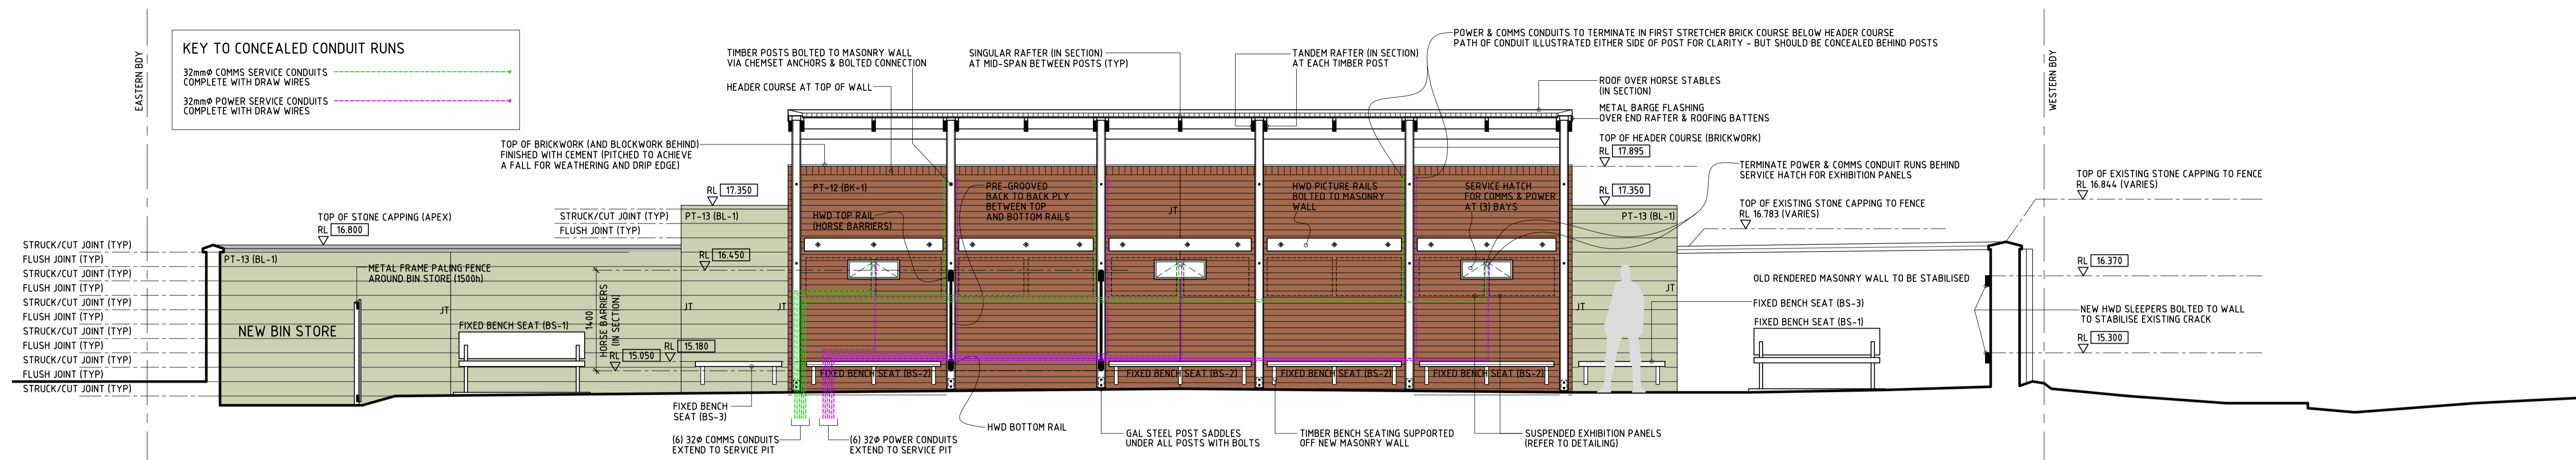 KEY TO CONCEALED CONDUIT RUNS
32mmØ COMMS SERVICE CONDUITS
COMPLETE WITH DRAW WIRES
32mmØ POWER SERVICE CONDUITS
COMPLETE WITH DRAW WIRES
EASTERN BDY
WESTERN BDY
TIMBER POSTS BOLTED TO MASONRY WALL
VIA CHEMSET ANCHORS & BOLTED CONNECTION
HEADER COURSE AT TOP OF WALL
SINGULAR RAFTER (IN SECTION)
AT MID-SPAN BETWEEN POSTS (TYP)
TANDEM RAFTER (IN SECTION)
AT EACH TIMBER POST
POWER & COMMS CONDUITS TO TERMINATE IN FIRST STRETCHER BRICK COURSE BELOW HEADER COURSE
PATH OF CONDUIT ILLUSTRATED EITHER SIDE OF POST FOR CLARITY - BUT SHOULD BE CONCEALED BEHIND POSTS
ROOF OVER HORSE STABLES
(IN SECTION)
METAL BARGE FLASHING
OVER END RAFTER & ROOFING BATTENS
TOP OF HEADER COURSE (BRICKWORK)
RL 17.895
TOP OF BRICKWORK (AND BLOCKWORK BEHIND)
FINISHED WITH CEMENT (PITCHED TO ACHIEVE
A FALL FOR WEATHERING AND DRIP EDGE)
TERMINATE POWER & COMMS CONDUIT RUNS BEHIND
SERVICE HATCH FOR EXHIBITION PANELS
TOP OF EXISTING STONE CAPPING TO FENCE
RL 16.844 (VARIES)
TOP OF EXISTING STONE CAPPING TO FENCE
RL 16.783 (VARIES)
RL 17.350
RL 17.350
TOP OF STONE CAPPING (APEX)
RL 16.800
STRUCK/CUT JOINT (TYP)
FLUSH JOINT (TYP)
PT-13 (BL-1)
PT-12 (BK-1)
HWD TOP RAIL
(HORSE BARRIERS)
PRE-GROOVED
BACK TO BACK PLY
BETWEEN TOP
AND BOTTOM RAILS
JT
HWD PICTURE RAILS
BOLTED TO MASONRY
WALL
SERVICE HATCH
FOR COMMS & POWER
AT (3) BAYS
PT-13 (BL-1)
STRUCK/CUT JOINT (TYP)
FLUSH JOINT (TYP)
STRUCK/CUT JOINT (TYP)
FLUSH JOINT (TYP)
STRUCK/CUT JOINT (TYP)
FLUSH JOINT (TYP)
STRUCK/CUT JOINT (TYP)
FLUSH JOINT (TYP)
STRUCK/CUT JOINT (TYP)
FLUSH JOINT (TYP)
STRUCK/CUT JOINT (TYP)
PT-13 (BL-1)
METAL FRAME PALING FENCE
AROUND BIN STORE (1500h)
RL 16.450
NEW BIN STORE
JT
FIXED BENCH SEAT (BS-1)
1400
HORSE BARRIERS
(IN SECTION)
RL 15.050
RL 15.180
JT
JT
FIXED BENCH SEAT (BS-2)
FIXED BENCH SEAT (BS-2)
FIXED BENCH SEAT (BS-2)
FIXED BENCH SEAT (BS-2)
JT
JT
OLD RENDERED MASONRY WALL TO BE STABILISED
FIXED BENCH SEAT (BS-3)
FIXED BENCH SEAT (BS-1)
RL 16.370
NEW HWD SLEEPERS BOLTED TO WALL
TO STABILISE EXISTING CRACK
RL 15.300
FIXED BENCH
SEAT (BS-3)
(6) 32Ø COMMS CONDUITS
EXTEND TO SERVICE PIT
(6) 32Ø POWER CONDUITS
EXTEND TO SERVICE PIT
HWD BOTTOM RAIL
GAL STEEL POST SADDLES
UNDER ALL POSTS WITH BOLTS
TIMBER BENCH SEATING SUPPORTED
OFF NEW MASONRY WALL
SUSPENDED EXHIBITION PANELS
(REFER TO DETAILING)